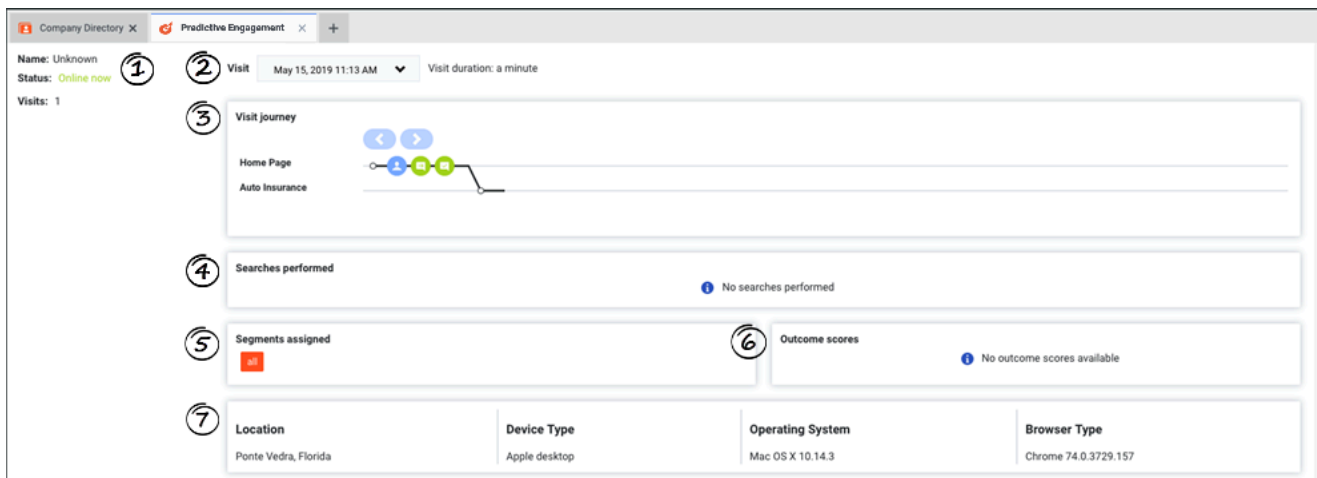 Company Directory
Predictive Engagement
Name: Unknown
Status: Online now
Visits: 1
1
2
Visit
May 15, 2019 11:13 AM
Visit duration: a minute
3
Visit journey
Home Page
Auto Insurance
4
Searches performed
No searches performed
5
Segments assigned
all
6
Outcome scores
No outcome scores available
7
Location
Device Type
Operating System
Browser Type
Ponte Vedra, Florida
Apple desktop
Mac OS X 10.14.3
Chrome 74.0.3729.157